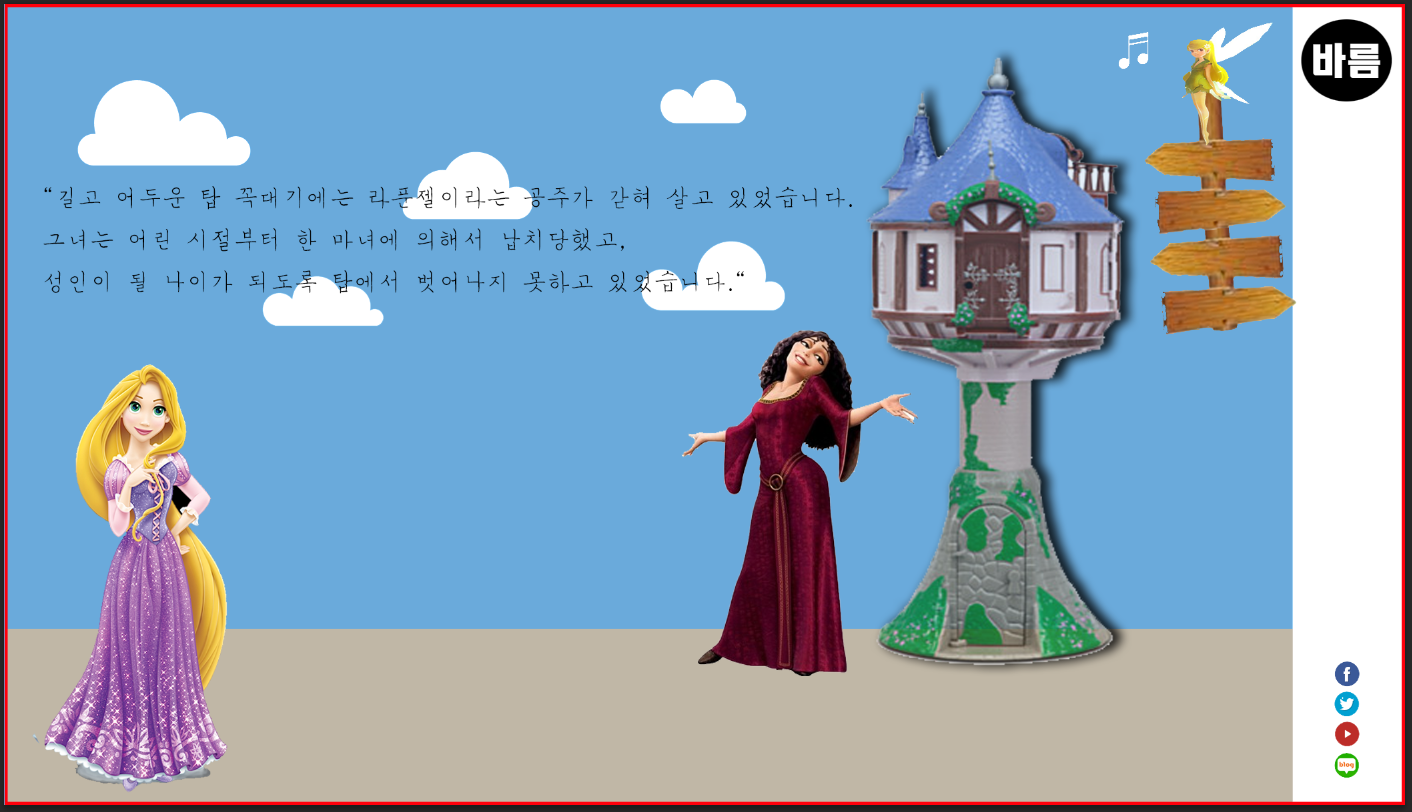 바름
“길고 어두운 탑 꼭대기에는 라푼젤이라는 공주가 갇혀 살고 있었습니다.
그녀는 어린 시절부터 한 마녀에 의해서 납치당했고,
성인이 될 나이가 되도록 탑에서 벗어나지 못하고 있었습니다.“
f
blog